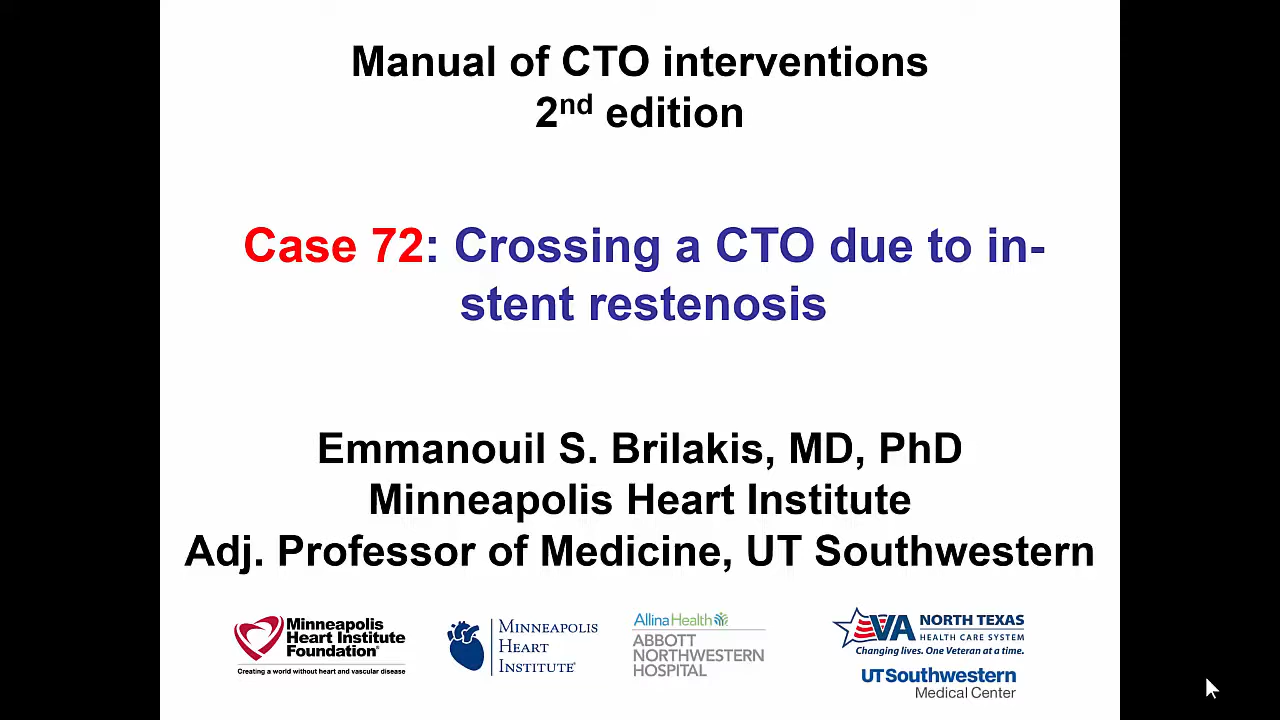 Manual of CTO interventions
2nd edition
Case 72: Crossing a CTO due to in-
stent restenosis
Emmanouil S. Brilakis, MD, PhD
Minneapolis Heart Institute
Adj. Professor of Medicine, UT Southwestern
Minneapolis
Heart Institute
Foundation®
Creating a world without heart and vascular disease
MINNEAPOLIS
HEART
INSTITUTE®
AllinaHealth
ABBOTT
NORTHWESTERN
HOSPITAL
VA NORTH TEXAS
HEALTH CARE SYSTEM
Changing lives. One Veteran at a time.
UTSouthwestern
Medical Center